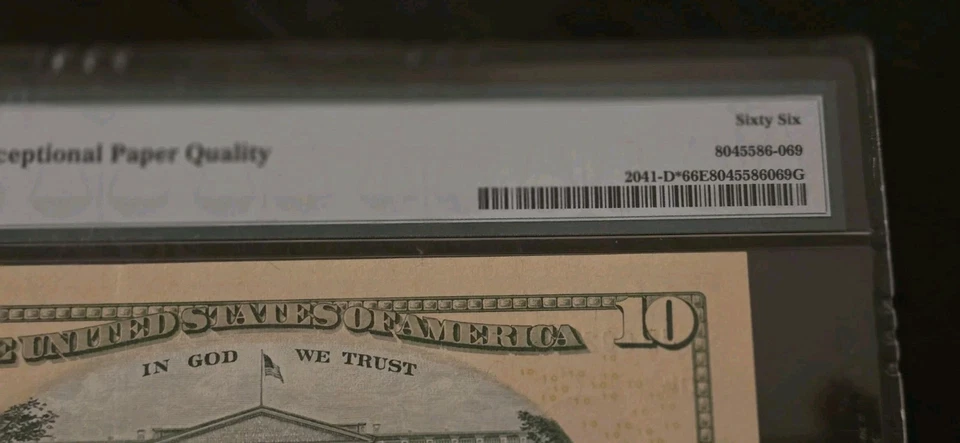 Sixty Six
ceptional Paper Quality
8045586-069
2041-D*66E8045586069G
E UNITED STATES OF AMERICA
10
IN GOD WE TRUST